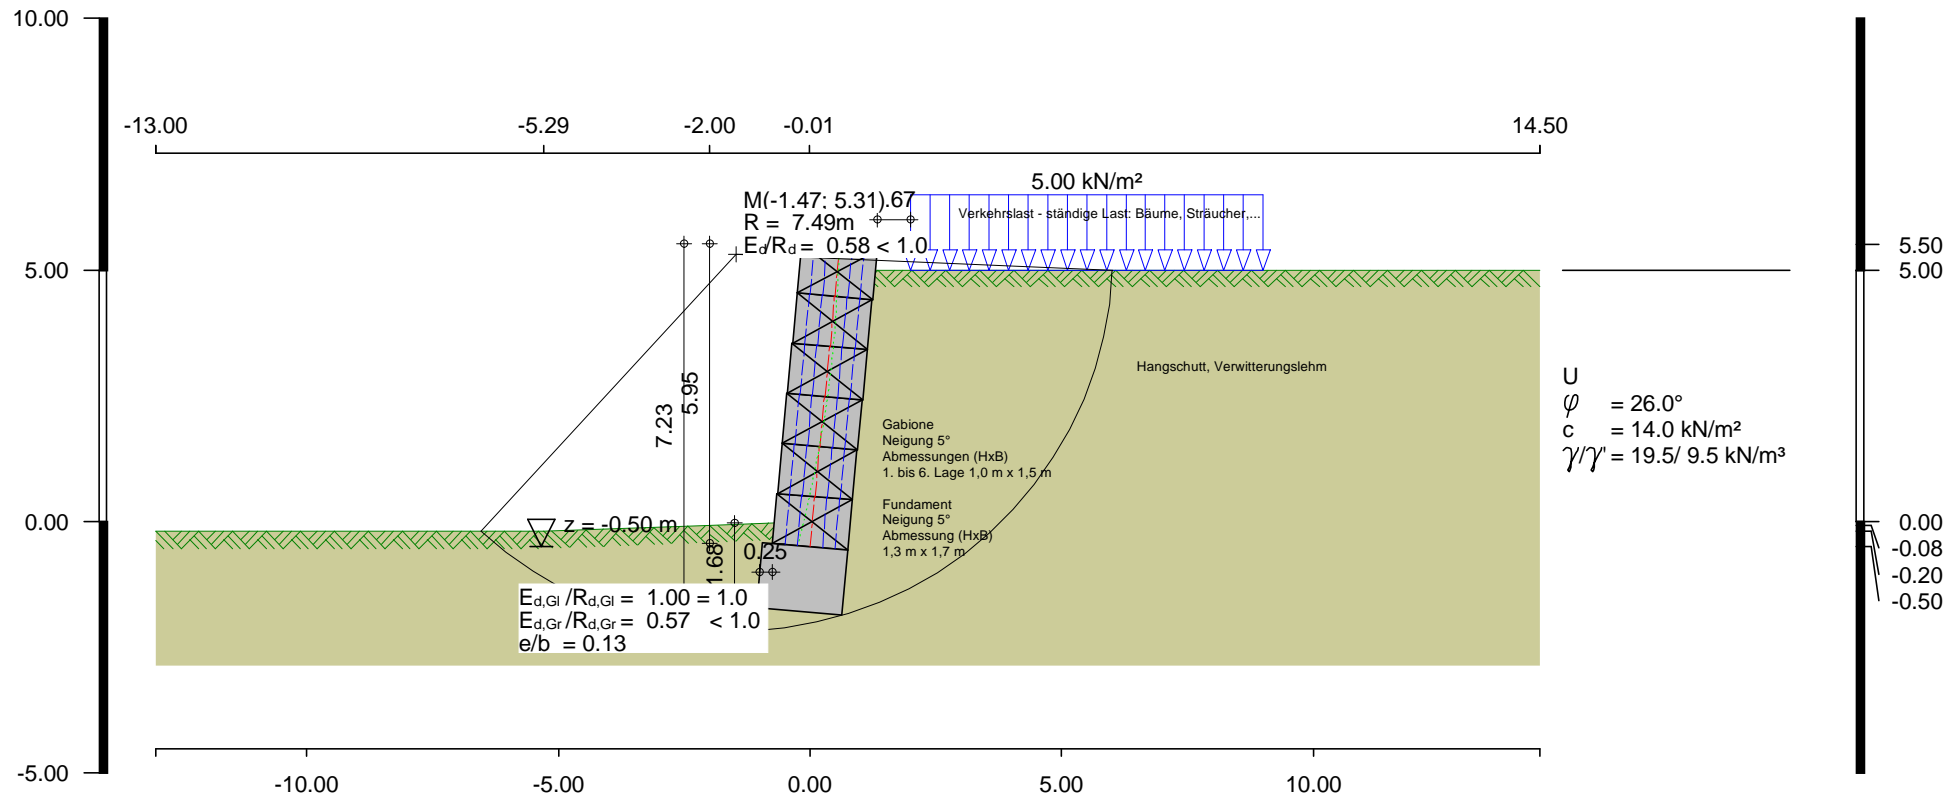 10.00
-13.00 -5.29 -2.00 -0.01 14.50
5.00 kN/m²
M(-1.47; 5.31) .67
R = 7.49m
Ed/Rd = 0.58 < 1.0
Verkehrslast - ständige Last: Bäume, Sträucher,...
5.00
5.50
5.00
Hangschutt, Verwitterungslehm
U
φ = 26.0°
c = 14.0 kN/m²
γ/γ' = 19.5/ 9.5 kN/m³
7.23
5.95
Gabione
Neigung 5°
Abmessungen (HxB)
1. bis 6. Lage 1,0 m x 1,5 m
Fundament
Neigung 5°
Abmessung (HxB)
1,3 m x 1,7 m
0.00
z = -0.50 m
1.68
0.25
0.00
-0.08
-0.20
-0.50
Ed,Gl /Rd,Gl = 1.00 = 1.0
Ed,Gr /Rd,Gr = 0.57 < 1.0
e/b = 0.13
-5.00
-10.00 -5.00 0.00 5.00 10.00